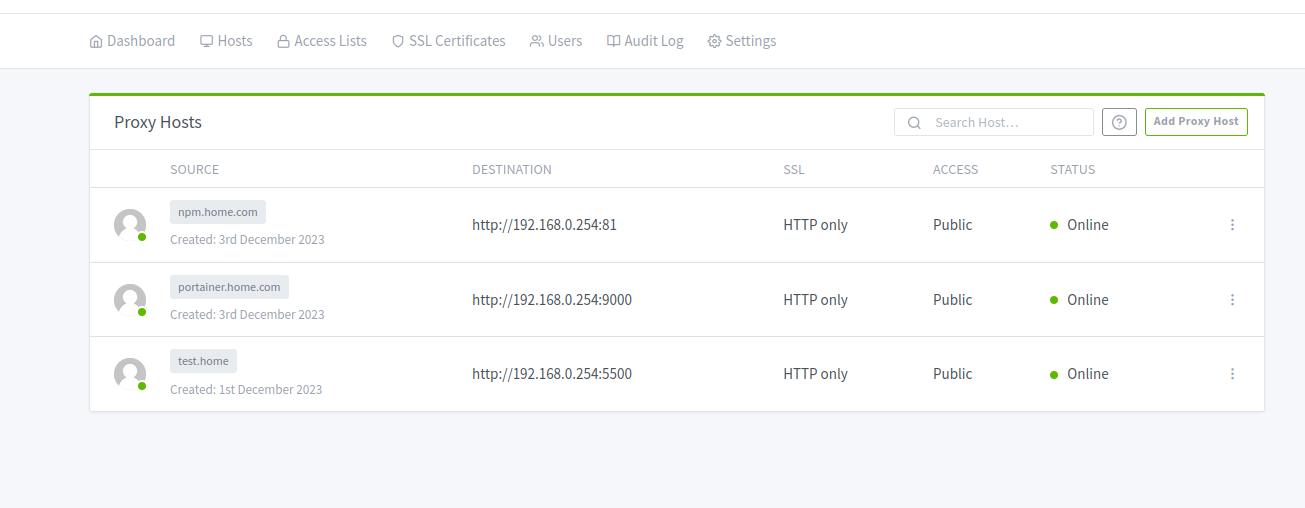 Dashboard Hosts Access Lists SSL Certificates Users Audit Log Settings
Proxy Hosts Search Host… Add Proxy Host
SOURCE DESTINATION SSL ACCESS STATUS
npm.home.com
Created: 3rd December 2023
http://192.168.0.254:81 HTTP only Public Online
portainer.home.com
Created: 3rd December 2023
http://192.168.0.254:9000 HTTP only Public Online
test.home
Created: 1st December 2023
http://192.168.0.254:5500 HTTP only Public Online